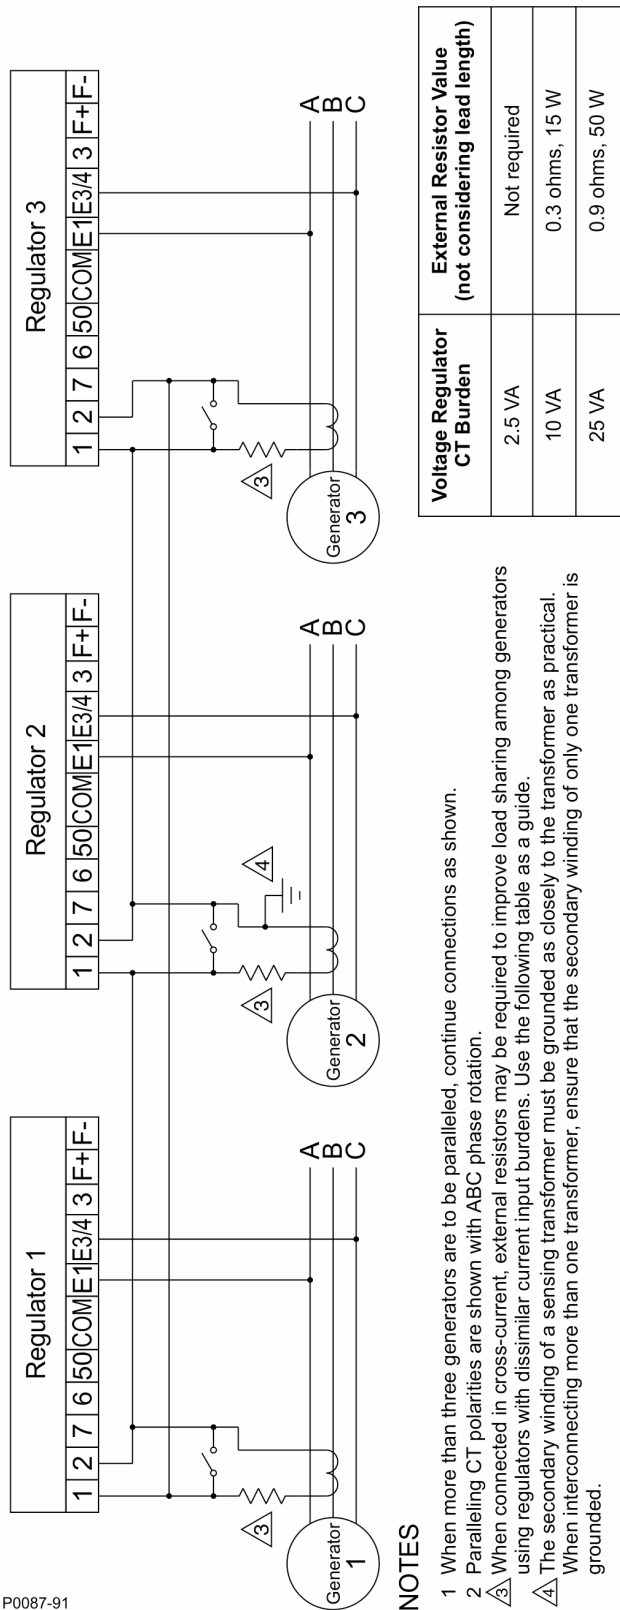 Regulator 1
1 2 7 6 50 COM E1 E3/4 3 F+ F-
3
Generator
1
A
B
C
Regulator 2
1 2 7 6 50 COM E1 E3/4 3 F+ F-
3
4
Generator
2
A
B
C
Regulator 3
1 2 7 6 50 COM E1 E3/4 3 F+ F-
3
Generator
3
A
B
C
P0087-91
NOTES
1 When more than three generators are to be paralleled, continue connections as shown.
2 Paralleling CT polarities are shown with ABC phase rotation.
3 When connected in cross-current, external resistors may be required to improve load sharing among generators
using regulators with dissimilar current input burdens. Use the following table as a guide.
4 The secondary winding of a sensing transformer must be grounded as closely to the transformer as practical.
When interconnecting more than one transformer, ensure that the secondary winding of only one transformer is
grounded.
Voltage Regulator
CT Burden
External Resistor Value
(not considering lead length)
2.5 VA Not required
10 VA 0.3 ohms, 15 W
25 VA 0.9 ohms, 50 W